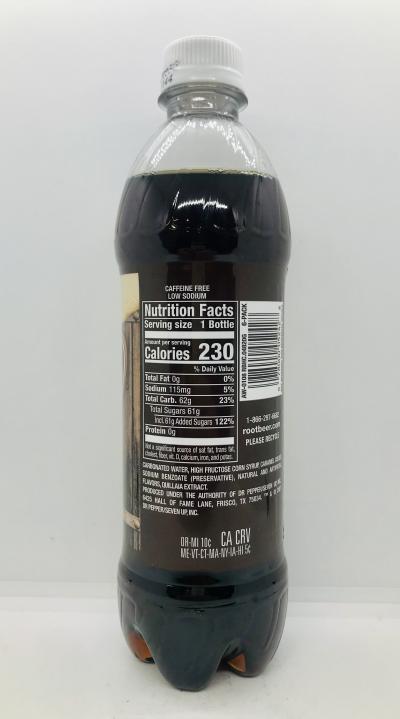 CAFFEINE FREE
LOW SODIUM
Nutrition Facts
Serving size 1 Bottle
Amount per serving
Calories 230
% Daily Value
Total Fat 0g 0%
Sodium 115mg 5%
Total Carb. 62g 23%
Total Sugars 61g
Incl. 61g Added Sugars 122%
Protein 0g
Not a significant source of sat fat, trans fat,
cholest., fiber, vit. D, calcium, iron, and potas.
CARBONATED WATER, HIGH FRUCTOSE CORN SYRUP, CARAMEL COLOR,
SODIUM BENZOATE (PRESERVATIVE), NATURAL AND ARTIFICIAL
FLAVORS, QUILLAIA EXTRACT.
PRODUCED UNDER THE AUTHORITY OF DR PEPPER/SEVEN UP, INC.,
6425 HALL OF FAME LANE, FRISCO, TX 75034.
DR PEPPER/SEVEN UP, INC.
6-PACK
1-866-297-
rootbeer.com
PLEASE RECYCLE
OR-MI 10¢ CA CRV
ME-VT-CT-MA-NY-IA-HI 5¢